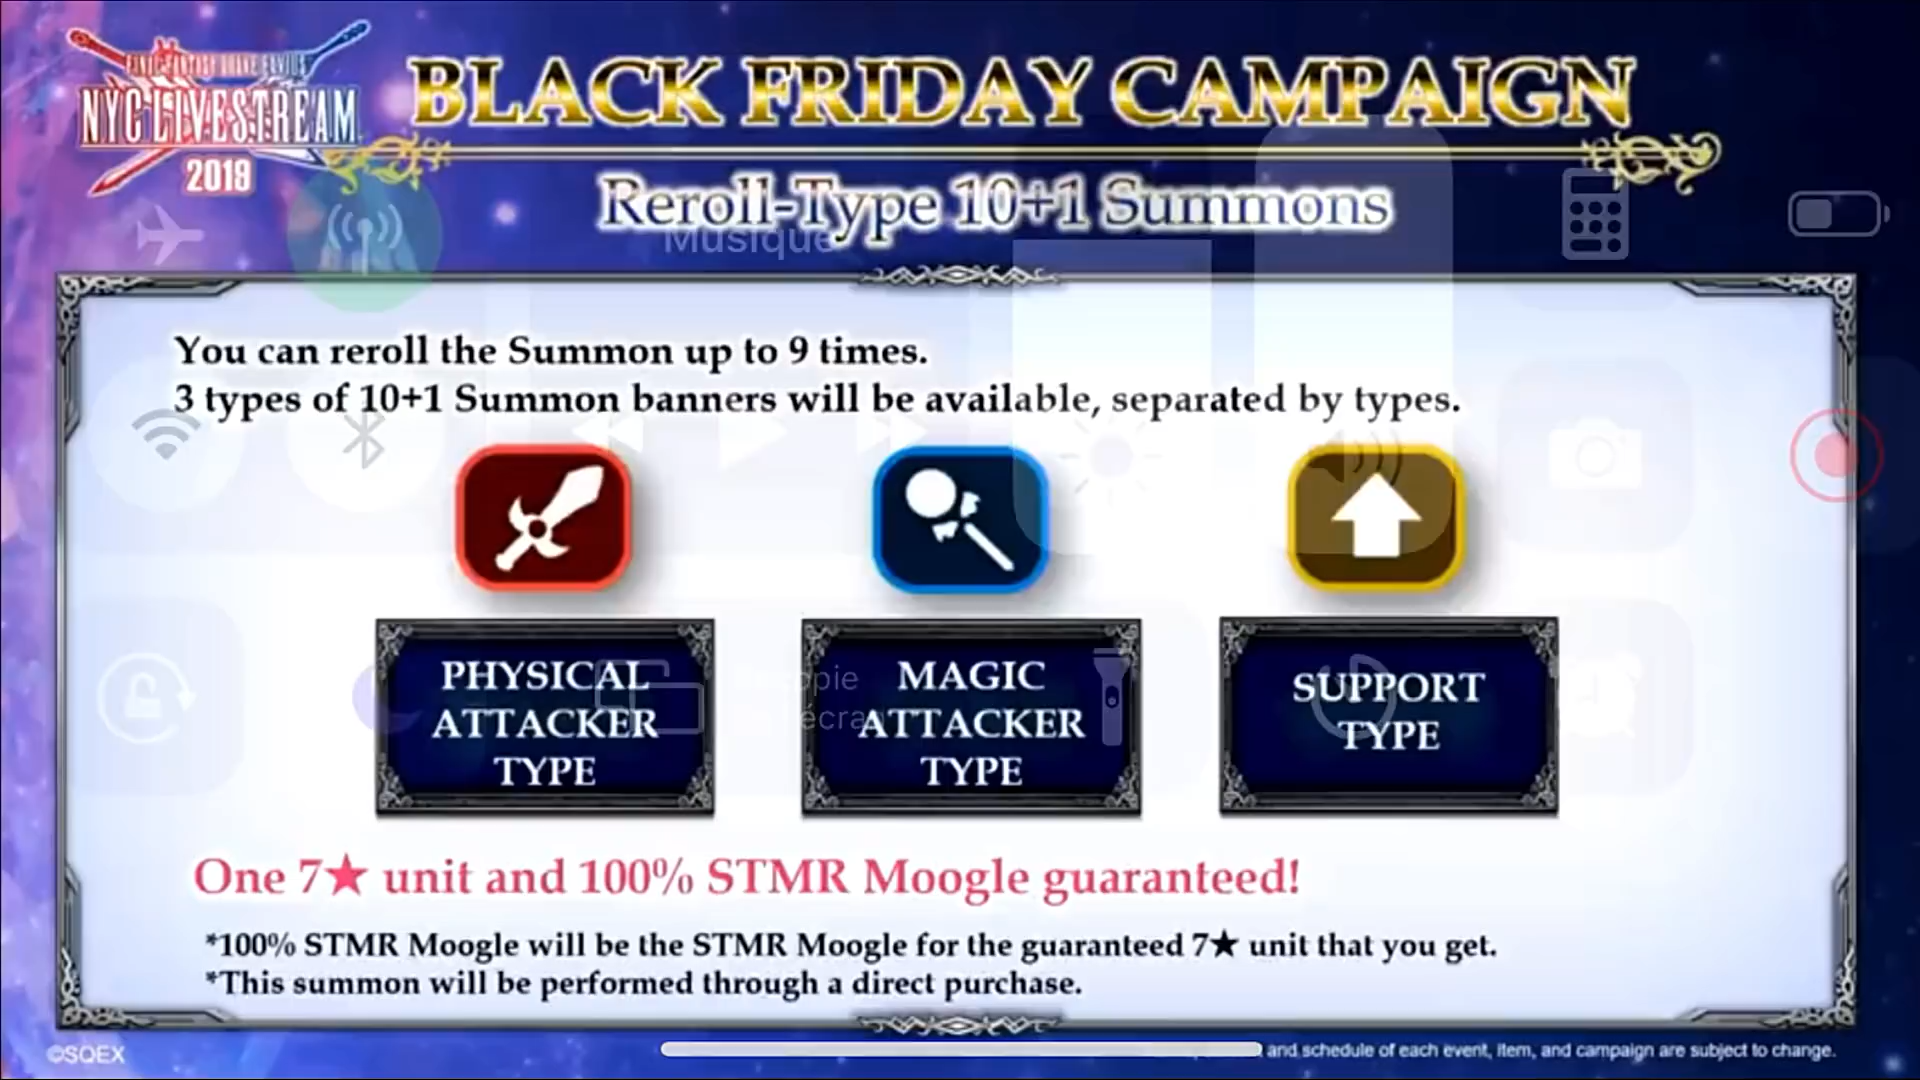 FINAL FANTASY BRAVE EXVIUS
NYC LIVESTREAM
2019
BLACK FRIDAY CAMPAIGN
Reroll-Type 10+1 Summons
Musique
You can reroll the Summon up to 9 times.
3 types of 10+1 Summon banners will be available, separated by types.
PHYSICAL
ATTACKER
TYPE
MAGIC
ATTACKER
TYPE
SUPPORT
TYPE
One 7★ unit and 100% STMR Moogle guaranteed!
*100% STMR Moogle will be the STMR Moogle for the guaranteed 7★ unit that you get.
*This summon will be performed through a direct purchase.
©SQEX
and schedule of each event, item, and campaign are subject to change.